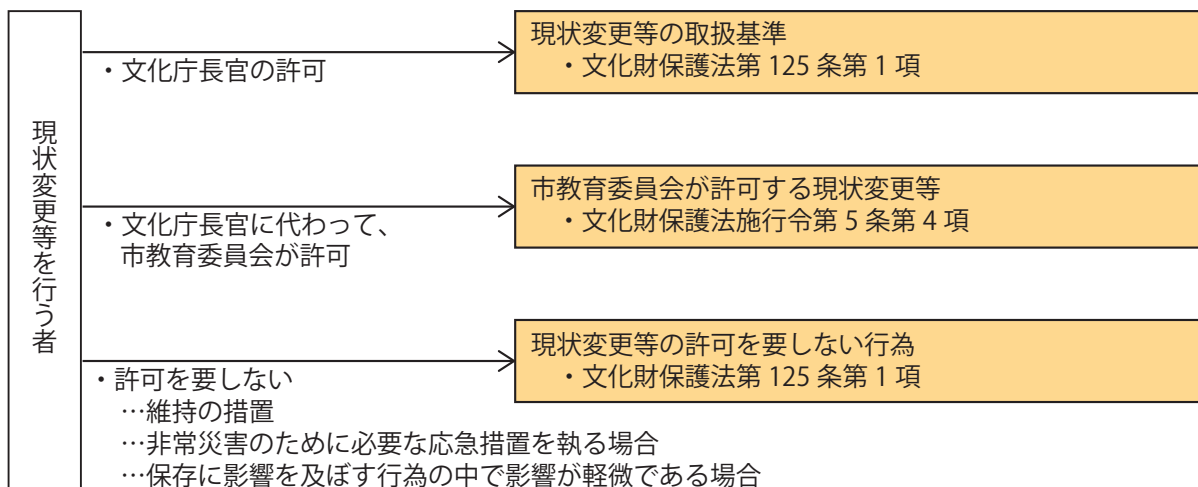 現状変更等を行う者
・文化庁長官の許可
現状変更等の取扱基準
・文化財保護法第 125 条第 1 項
・文化庁長官に代わって、
市教育委員会が許可
市教育委員会が許可する現状変更等
・文化財保護法施行令第 5 条第 4 項
・許可を要しない
…維持の措置
…非常災害のために必要な応急措置を執る場合
…保存に影響を及ぼす行為の中で影響が軽微である場合
現状変更等の許可を要しない行為
・文化財保護法第 125 条第 1 項